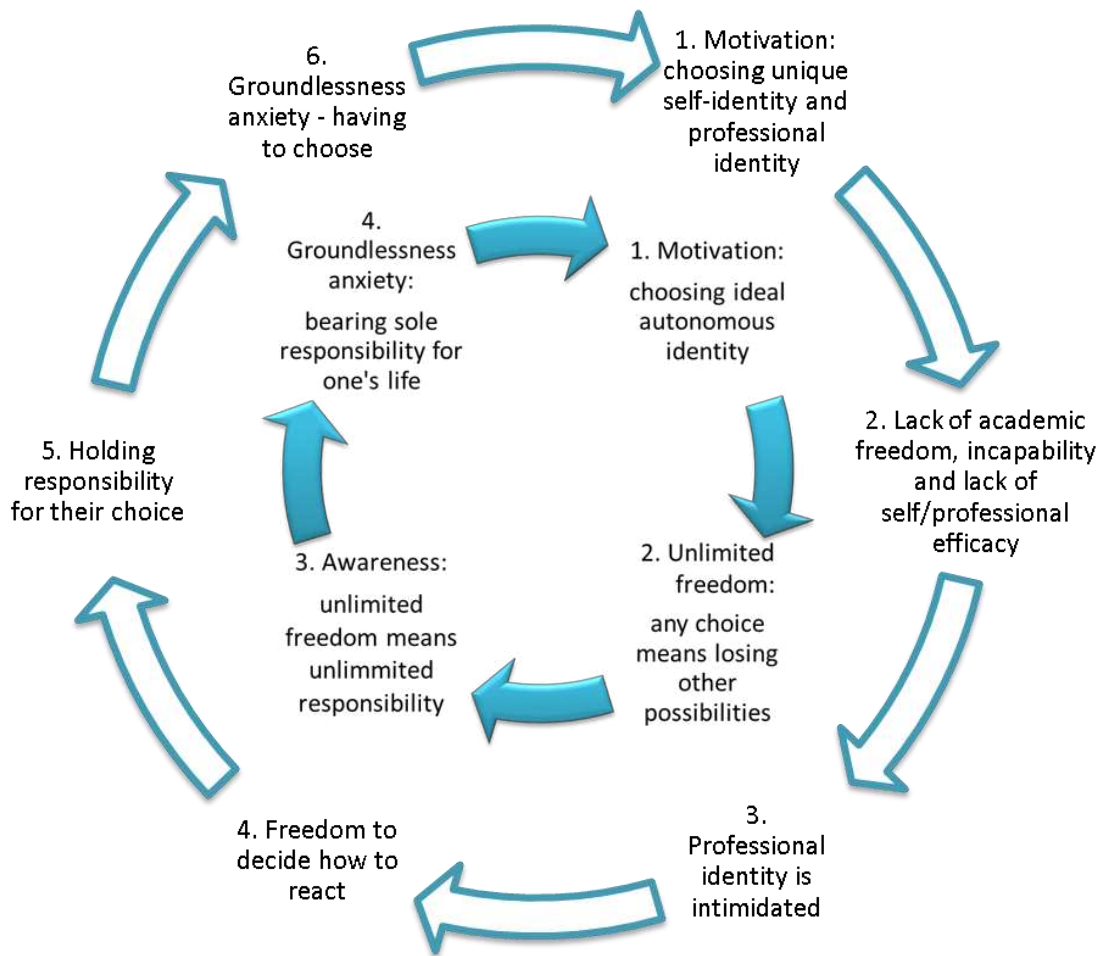 1. Motivation:
choosing unique
self-identity and
professional
identity
2. Lack of academic
freedom, incapability
and lack of
self/professional
efficacy
3.
Professional
identity is
intimidated
4. Freedom to
decide how to
react
5. Holding
responsibility
for their choice
6.
Groundlessness
anxiety - having
to choose
1. Motivation:
choosing ideal
autonomous
identity
2. Unlimited
freedom:
any choice
means losing
other
possibilities
3. Awareness:
unlimited
freedom means
unlimmited
responsibility
4.
Groundlessness
anxiety:
bearing sole
responsibility for
one's life